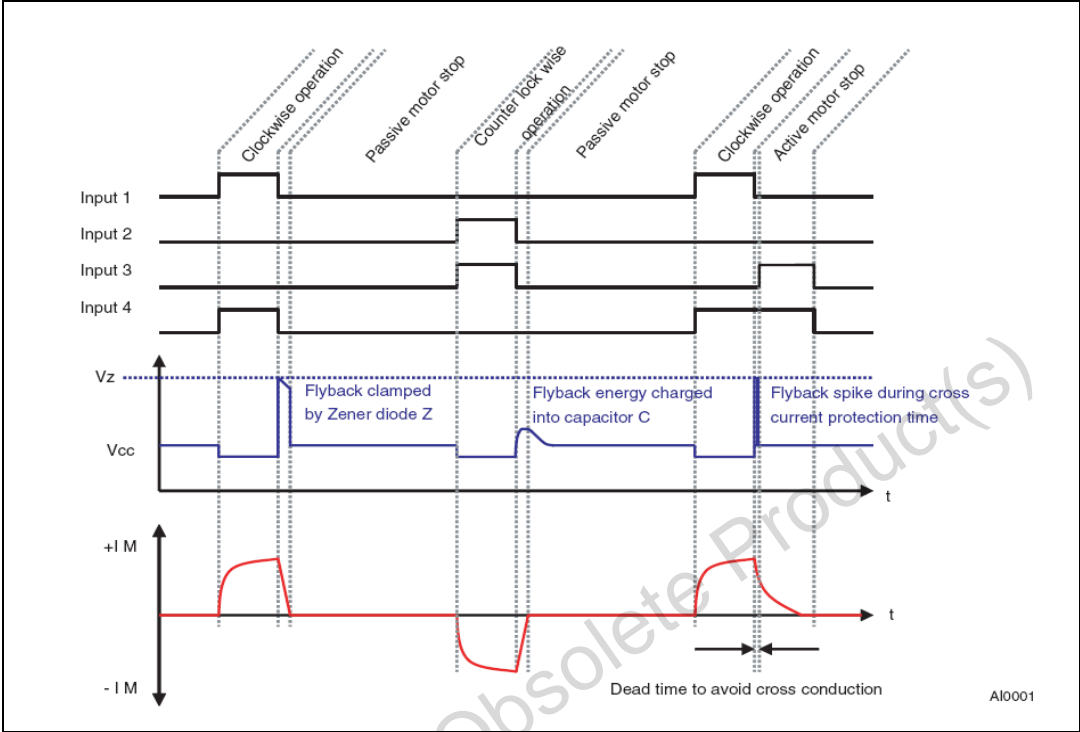 Clockwise operation
Passive motor stop
Counter lock wise
operation
Passive motor stop
Clockwise operation
Active motor stop
Input 1
Input 2
Input 3
Input 4
Vz
Flyback clamped
by Zener diode Z
Flyback energy charged
into capacitor C
Flyback spike during cross
current protection time
Vcc
t
+I M
t
- I M
Dead time to avoid cross conduction
AI0001
Obsolete Product(s)